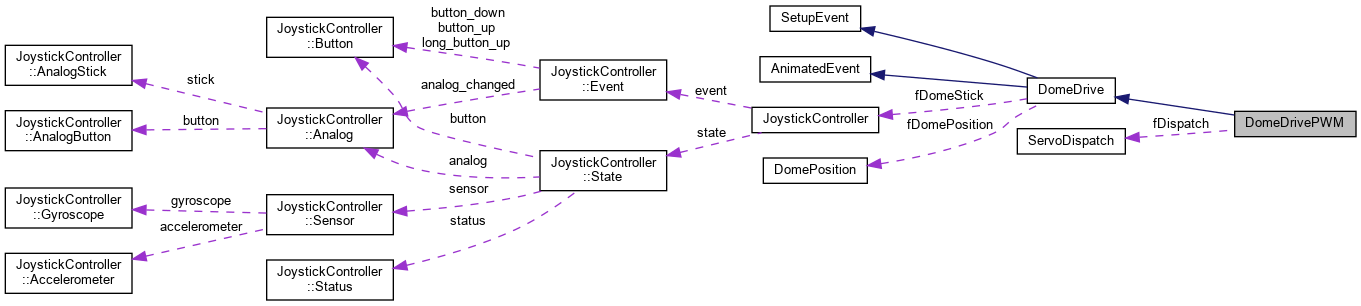 JoystickController
::AnalogStick
JoystickController
::AnalogButton
JoystickController
::Gyroscope
JoystickController
::Accelerometer
stick
button
gyroscope
accelerometer
JoystickController
::Button
JoystickController
::Analog
JoystickController
::Sensor
JoystickController
::Status
button_down
button_up
long_button_up
analog_changed
button
analog
sensor
status
JoystickController
::Event
JoystickController
::State
event
state
SetupEvent
AnimatedEvent
JoystickController
DomePosition
fDomeStick
fDomePosition
DomeDrive
ServoDispatch
fDispatch
DomeDrivePWM